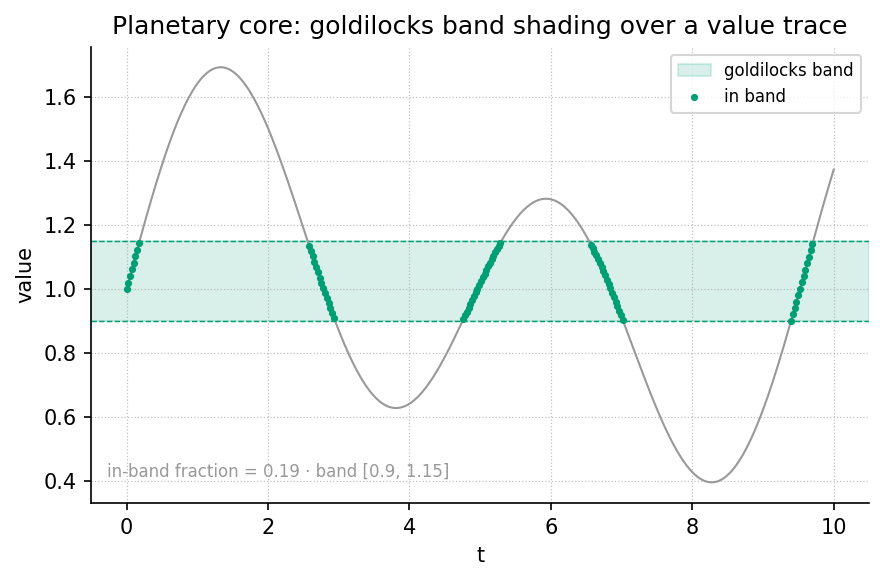 Planetary core: goldilocks band shading over a value trace
goldilocks band
in band
value
1.6
1.4
1.2
1.0
0.8
0.6
0.4
in-band fraction = 0.19 · band [0.9, 1.15]
0 2 4 6 8 10
t